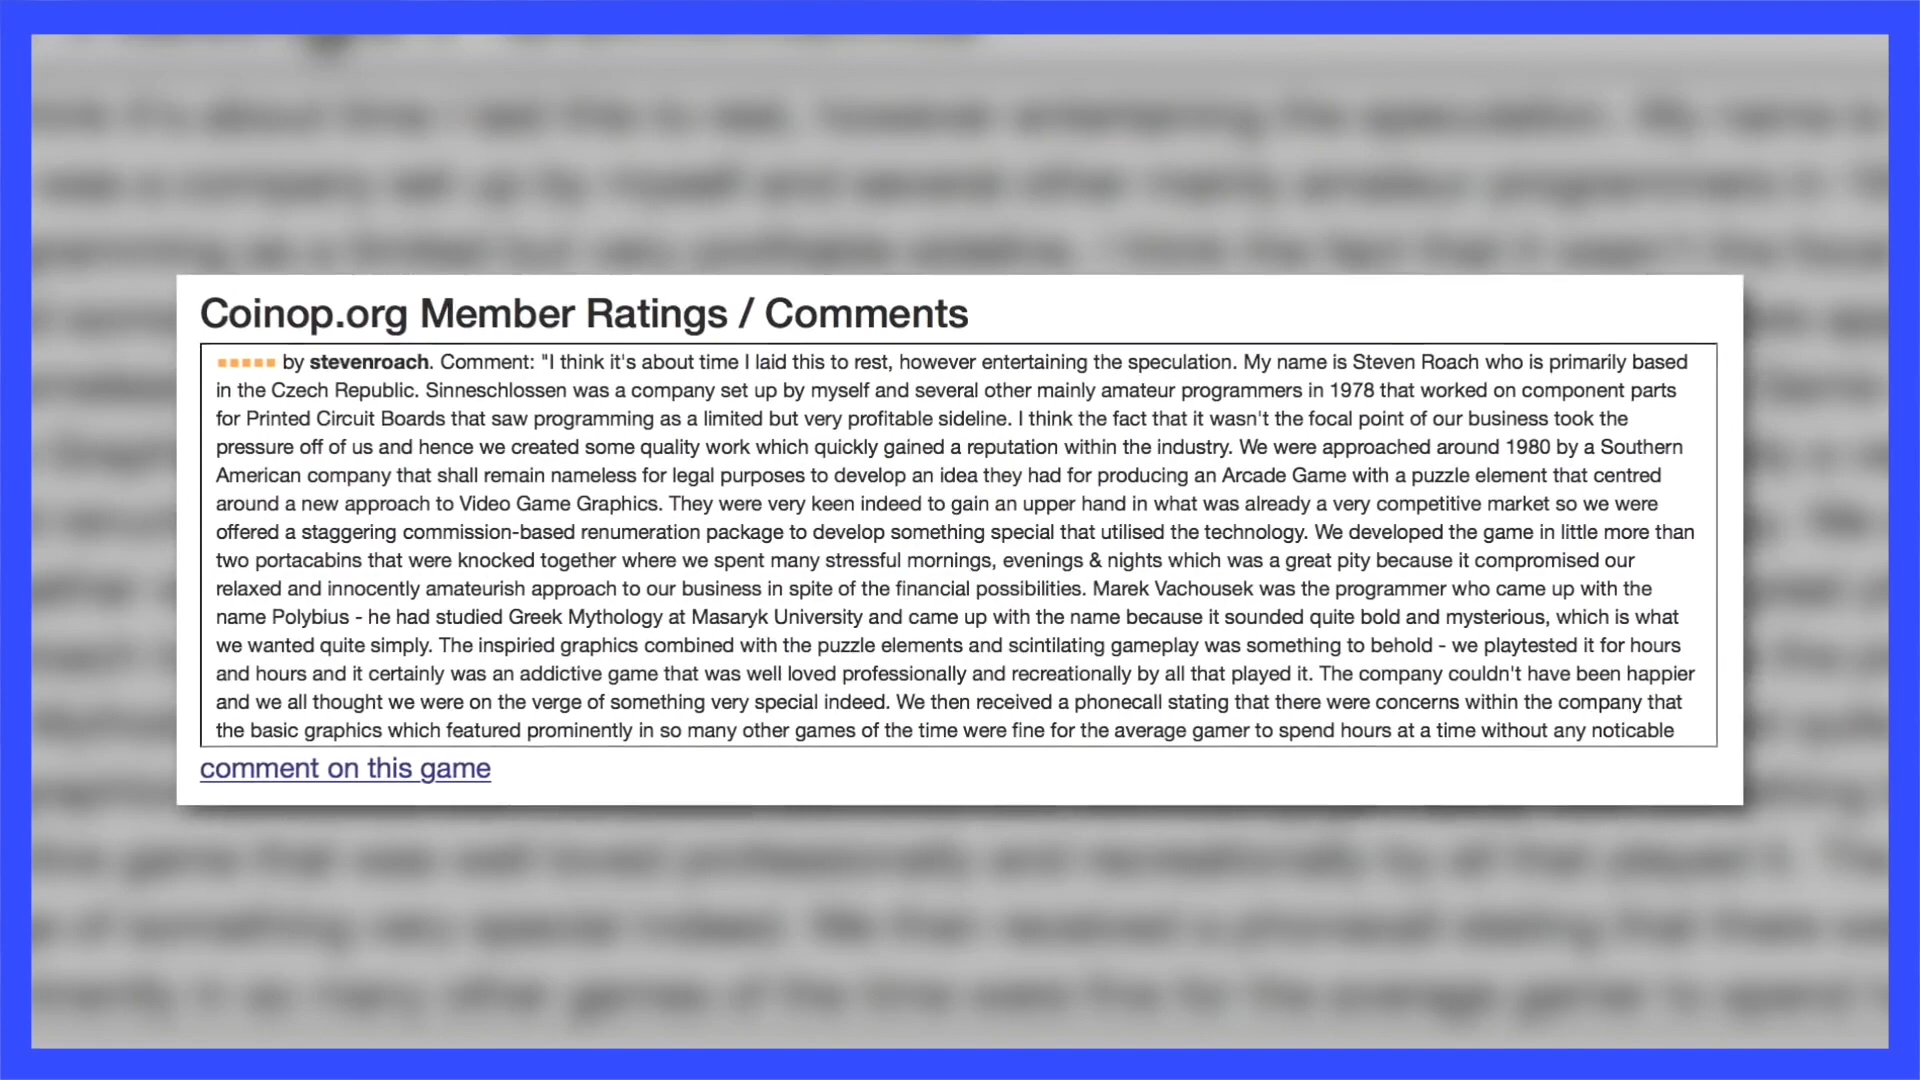 Coinop.org Member Ratings / Comments
by stevenroach. Comment: "I think it's about time I laid this to rest, however entertaining the speculation. My name is Steven Roach who is primarily based
in the Czech Republic. Sinneschlossen was a company set up by myself and several other mainly amateur programmers in 1978 that worked on component parts
for Printed Circuit Boards that saw programming as a limited but very profitable sideline. I think the fact that it wasn't the focal point of our business took the
pressure off of us and hence we created some quality work which quickly gained a reputation within the industry. We were approached around 1980 by a Southern
American company that shall remain nameless for legal purposes to develop an idea they had for producing an Arcade Game with a puzzle element that centred
around a new approach to Video Game Graphics. They were very keen indeed to gain an upper hand in what was already a very competitive market so we were
offered a staggering commission-based renumeration package to develop something special that utilised the technology. We developed the game in little more than
two portacabins that were knocked together where we spent many stressful mornings, evenings & nights which was a great pity because it compromised our
relaxed and innocently amateurish approach to our business in spite of the financial possibilities. Marek Vachousek was the programmer who came up with the
name Polybius - he had studied Greek Mythology at Masaryk University and came up with the name because it sounded quite bold and mysterious, which is what
we wanted quite simply. The inspiried graphics combined with the puzzle elements and scintilating gameplay was something to behold - we playtested it for hours
and hours and it certainly was an addictive game that was well loved professionally and recreationally by all that played it. The company couldn't have been happier
and we all thought we were on the verge of something very special indeed. We then received a phonecall stating that there were concerns within the company that
the basic graphics which featured prominently in so many other games of the time were fine for the average gamer to spend hours at a time without any noticable
comment on this game